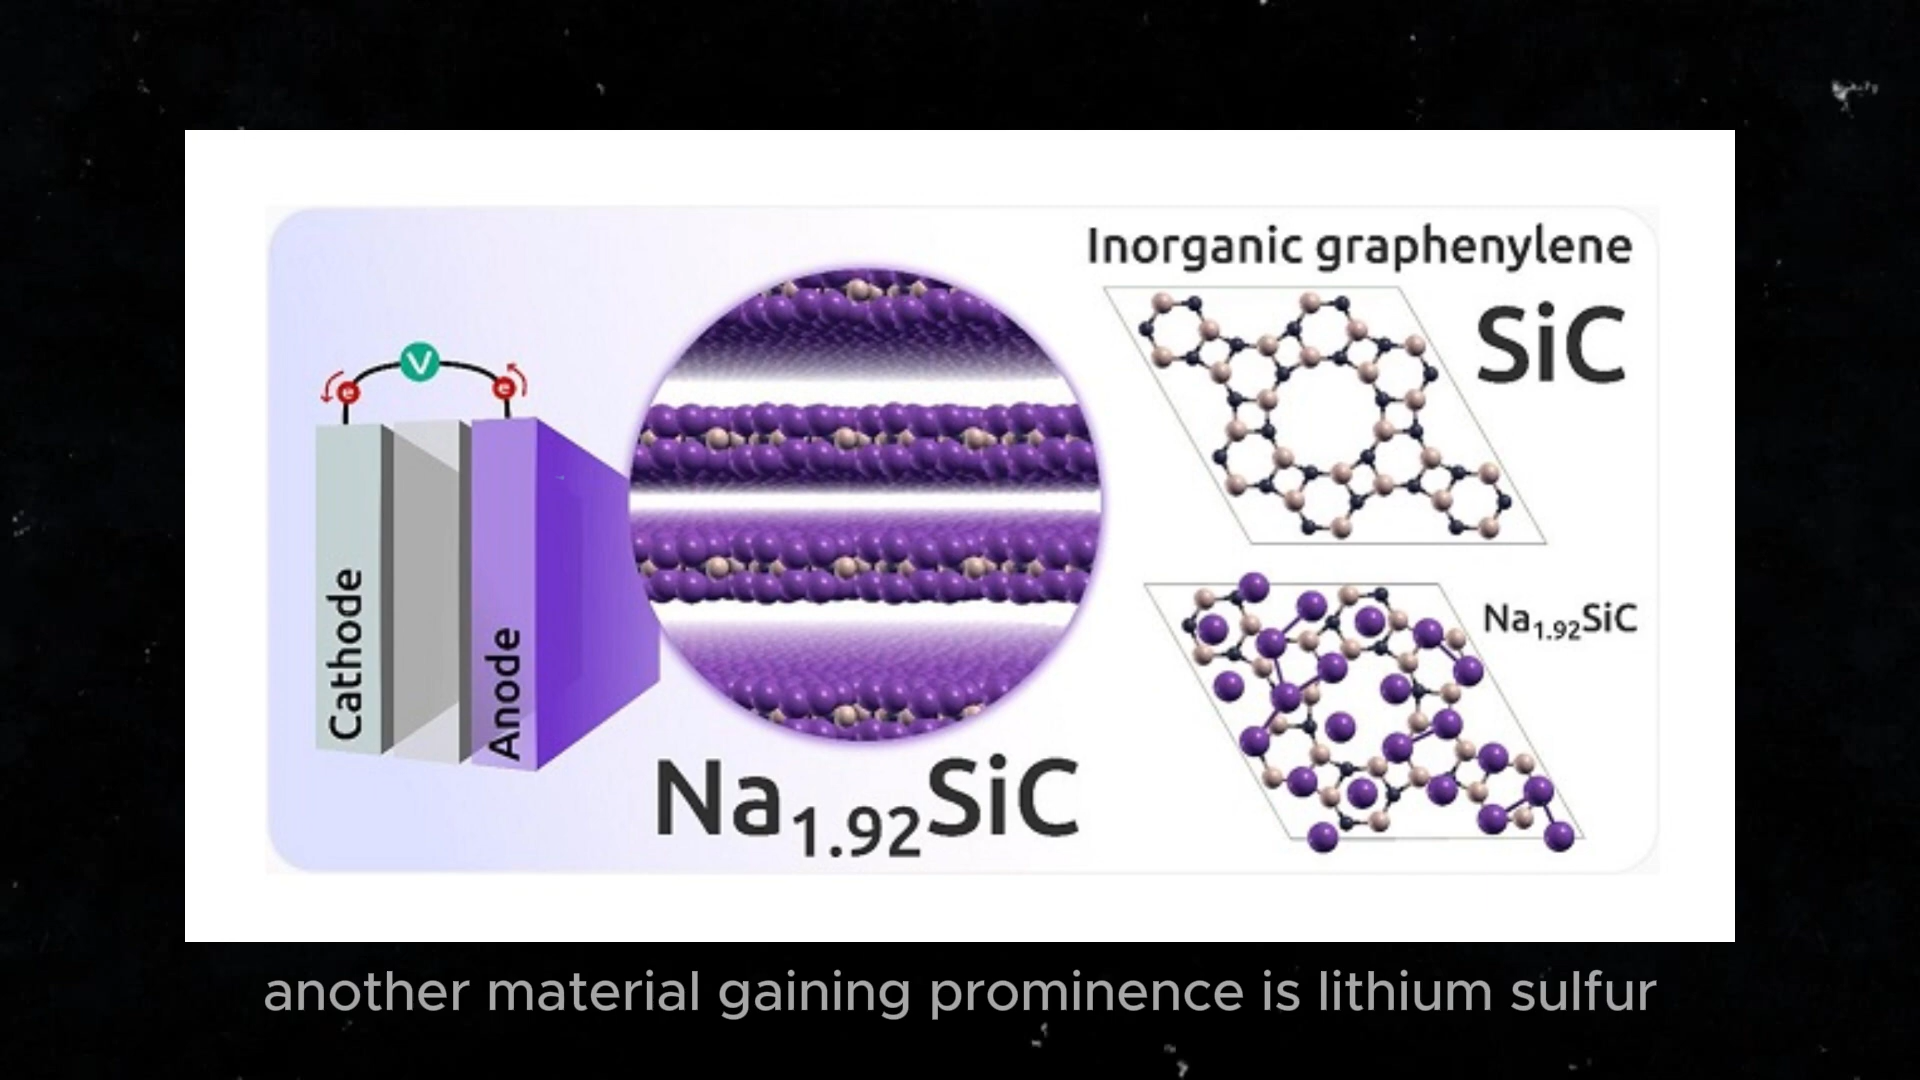 Inorganic graphenylene
SiC
V
e
e
Cathode
Anode
Na₁.₉₂SiC
Na₁.₉₂SiC
another material gaining prominence is lithium sulfur